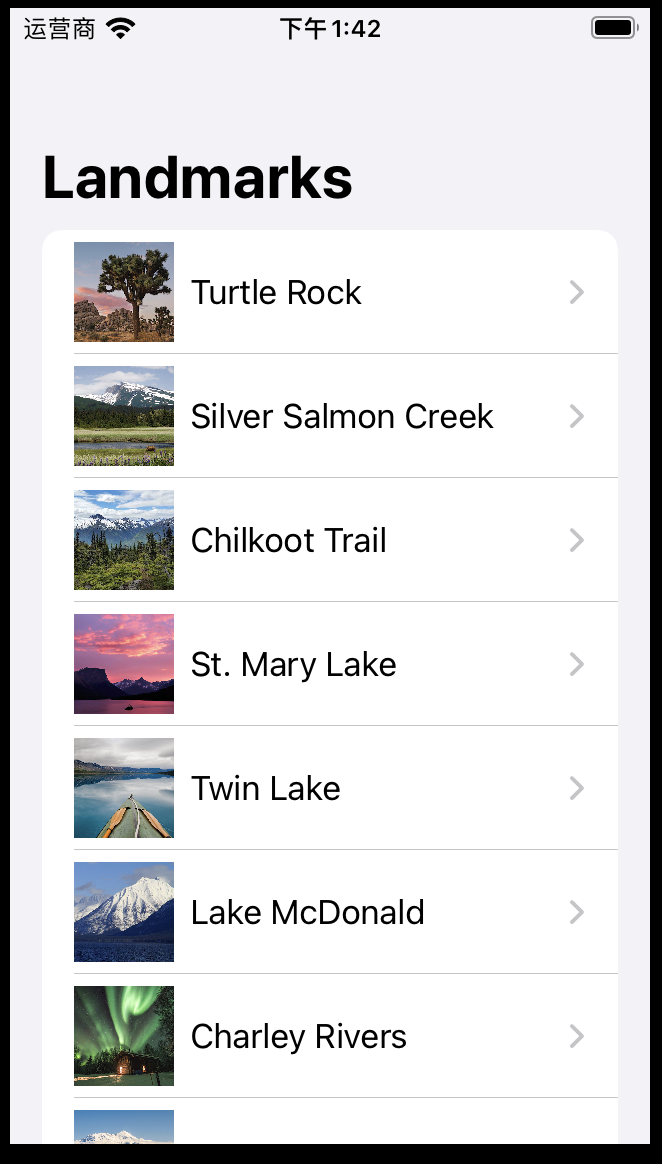 运营商 下午1:42
Landmarks
Turtle Rock
Silver Salmon Creek
Chilkoot Trail
St. Mary Lake
Twin Lake
Lake McDonald
Charley Rivers